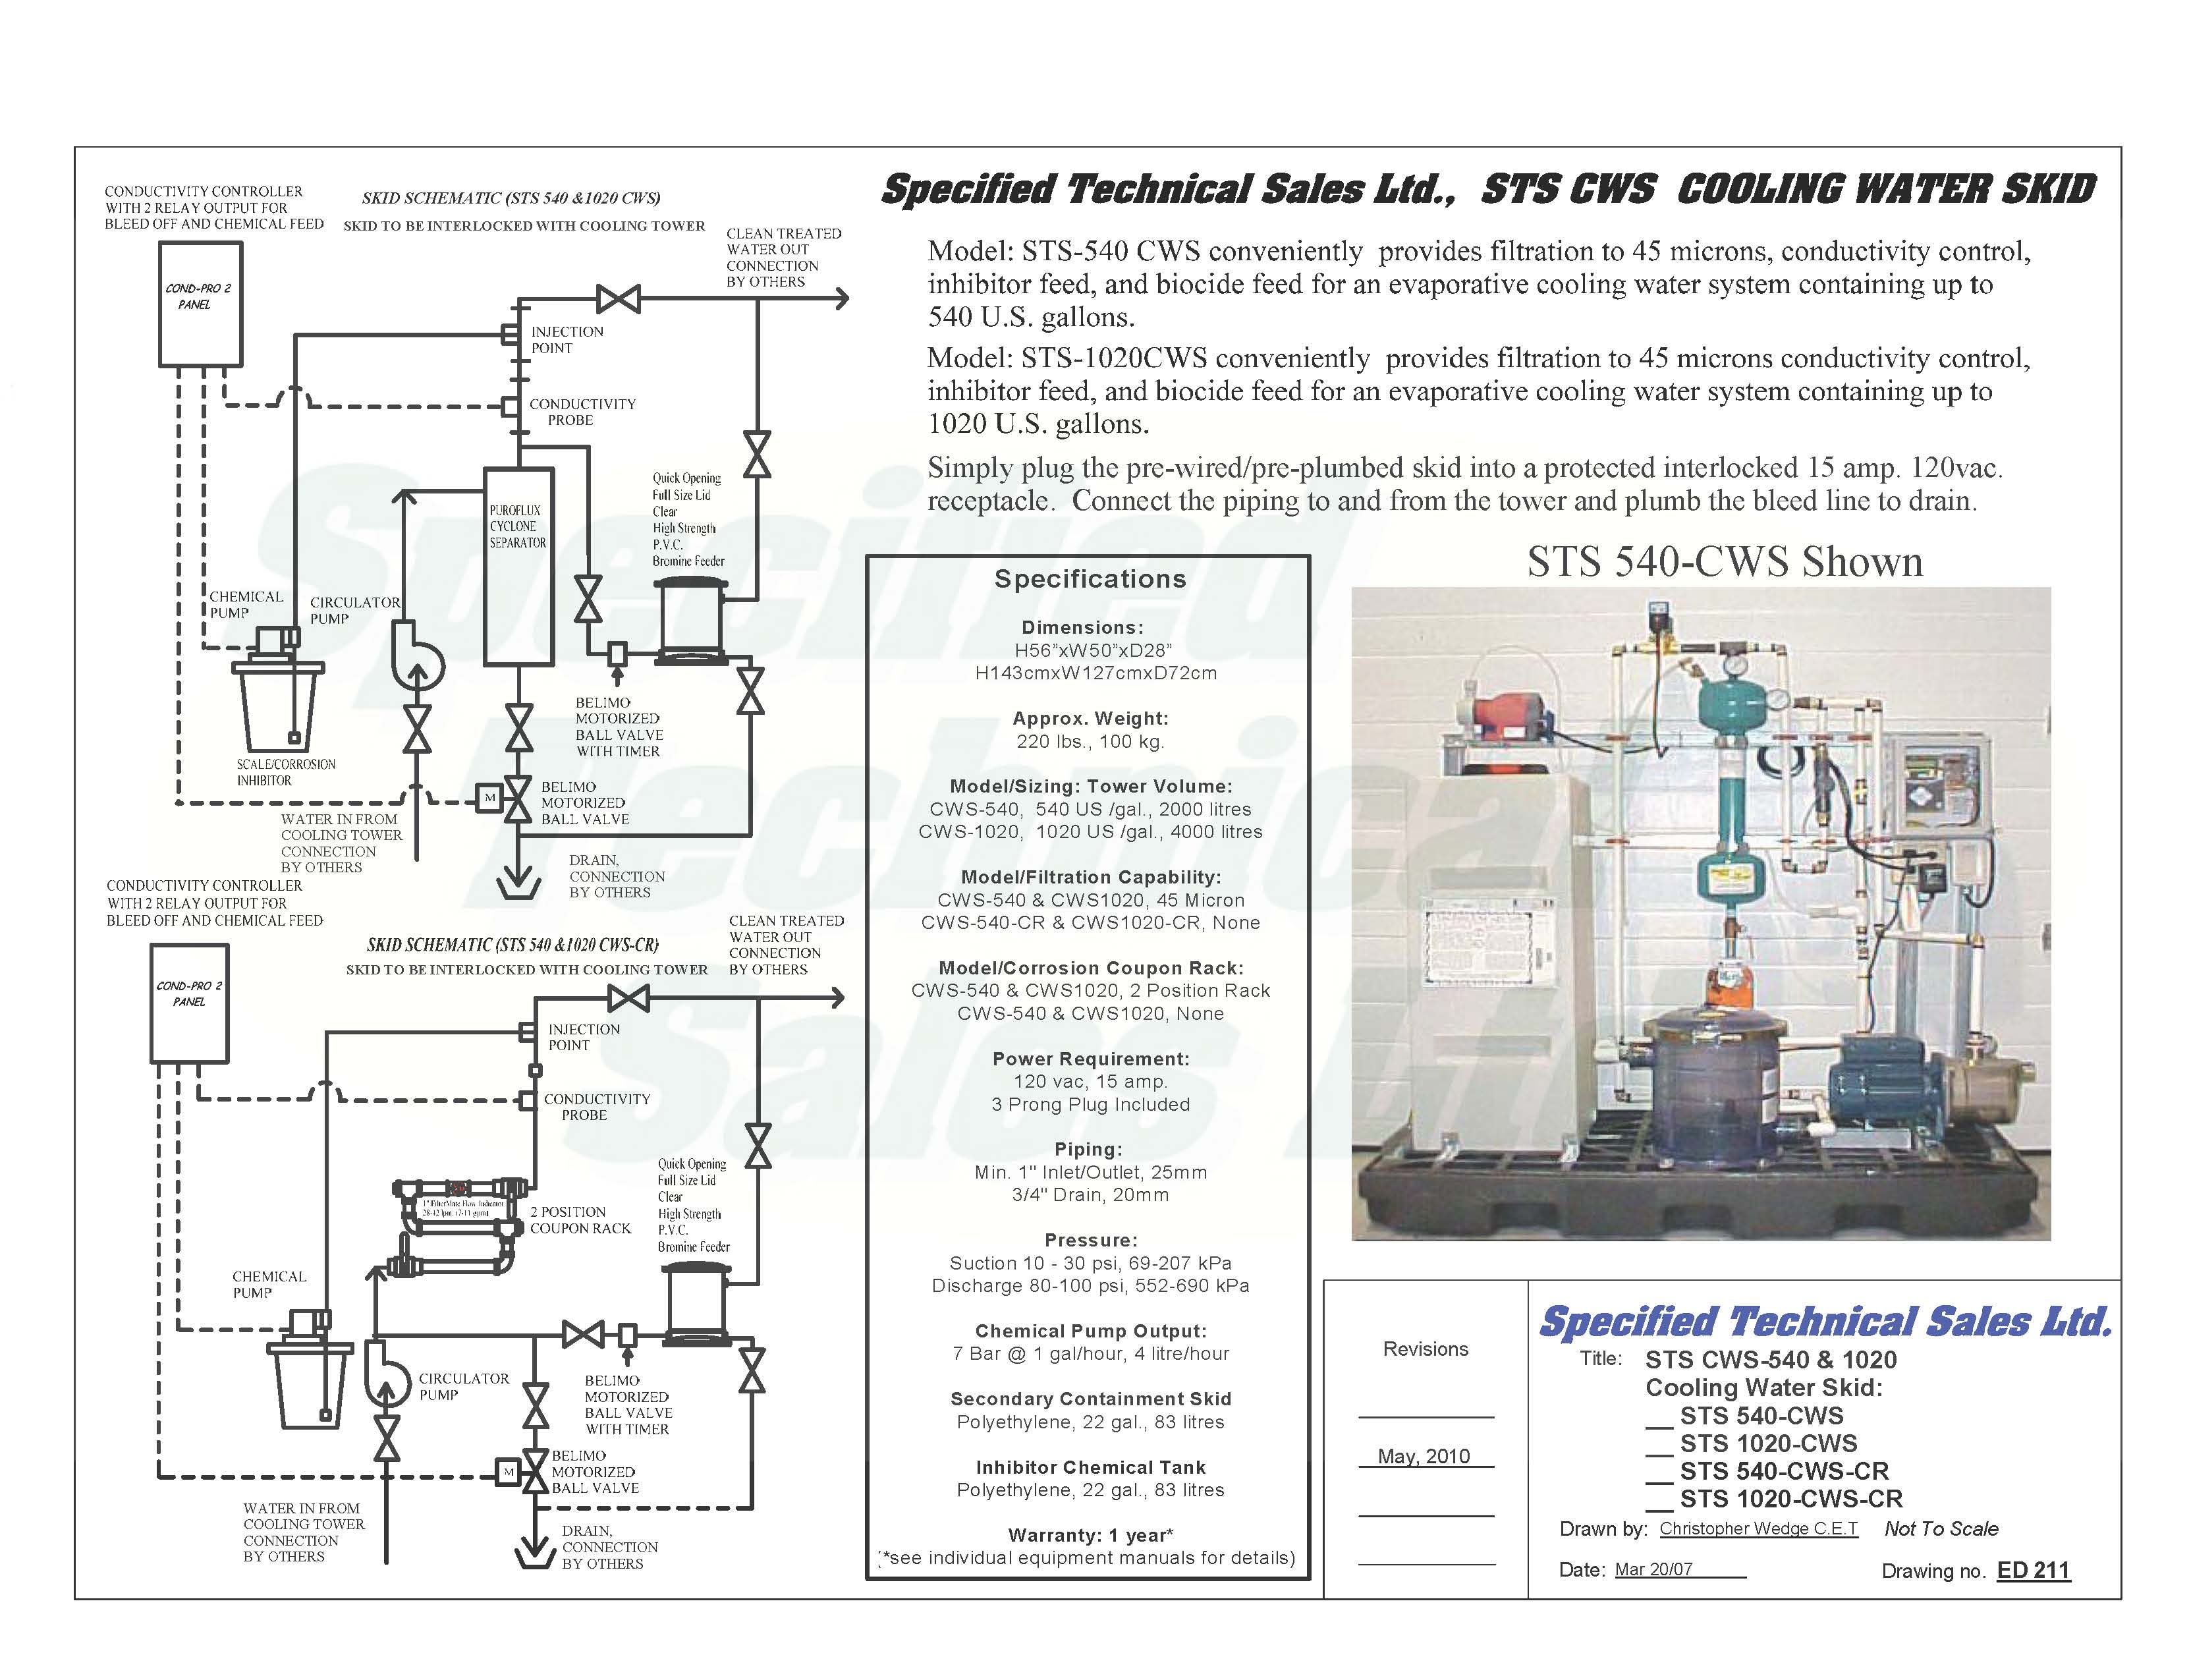 Specified Technical Sales Ltd., STS CWS COOLING WATER SKID
CONDUCTIVITY CONTROLLER
WITH 2 RELAY OUTPUT FOR
BLEED OFF AND CHEMICAL FEED
SKID SCHEMATIC (STS 540 &1020 CWS)
SKID TO BE INTERLOCKED WITH COOLING TOWER
CLEAN TREATED
WATER OUT
CONNECTION
BY OTHERS
COND-PRO 2
PANEL
INJECTION
POINT
CONDUCTIVITY
PROBE
PUROFLUX
CYCLONE
SEPARATOR
Quick Opening
Full Size Lid
Clear
High Strength
P.V.C.
Bromine Feeder
CHEMICAL
PUMP
CIRCULATOR
PUMP
SCALE/CORROSION
INHIBITOR
BELIMO
MOTORIZED
BALL VALVE
WITH TIMER
M
BELIMO
MOTORIZED
BALL VALVE
WATER IN FROM
COOLING TOWER
CONNECTION
BY OTHERS
DRAIN,
CONNECTION
BY OTHERS
CONDUCTIVITY CONTROLLER
WITH 2 RELAY OUTPUT FOR
BLEED OFF AND CHEMICAL FEED
SKID SCHEMATIC (STS 540 &1020 CWS-CR)
SKID TO BE INTERLOCKED WITH COOLING TOWER
CLEAN TREATED
WATER OUT
CONNECTION
BY OTHERS
COND-PRO 2
PANEL
INJECTION
POINT
CONDUCTIVITY
PROBE
1" FilterMate Flow Indicator
2 POSITION
COUPON RACK
Quick Opening
Full Size Lid
Clear
High Strength
P.V.C.
Bromine Feeder
CHEMICAL
PUMP
CIRCULATOR
PUMP
BELIMO
MOTORIZED
BALL VALVE
WITH TIMER
M
BELIMO
MOTORIZED
BALL VALVE
WATER IN FROM
COOLING TOWER
CONNECTION
BY OTHERS
DRAIN,
CONNECTION
BY OTHERS
Model: STS-540 CWS conveniently provides filtration to 45 microns, conductivity control,
inhibitor feed, and biocide feed for an evaporative cooling water system containing up to
540 U.S. gallons.
Model: STS-1020CWS conveniently provides filtration to 45 microns conductivity control,
inhibitor feed, and biocide feed for an evaporative cooling water system containing up to
1020 U.S. gallons.
Simply plug the pre-wired/pre-plumbed skid into a protected interlocked 15 amp. 120vac.
receptacle. Connect the piping to and from the tower and plumb the bleed line to drain.
STS 540-CWS Shown
Specifications
Dimensions:
H56"xW50"xD28"
H143cmxW127cmxD72cm
Approx. Weight:
220 lbs., 100 kg.
Model/Sizing: Tower Volume:
CWS-540, 540 US /gal., 2000 litres
CWS-1020, 1020 US /gal., 4000 litres
Model/Filtration Capability:
CWS-540 & CWS1020, 45 Micron
CWS-540-CR & CWS1020-CR, None
Model/Corrosion Coupon Rack:
CWS-540 & CWS1020, 2 Position Rack
CWS-540 & CWS1020, None
Power Requirement:
120 vac, 15 amp.
3 Prong Plug Included
Piping:
Min. 1" Inlet/Outlet, 25mm
3/4" Drain, 20mm
Pressure:
Suction 10 - 30 psi, 69-207 kPa
Discharge 80-100 psi, 552-690 kPa
Chemical Pump Output:
7 Bar @ 1 gal/hour, 4 litre/hour
Secondary Containment Skid
Polyethylene, 22 gal., 83 litres
Inhibitor Chemical Tank
Polyethylene, 22 gal., 83 litres
Warranty: 1 year*
(*see individual equipment manuals for details)
Specified
Technical
Sales Ltd
Revisions
May, 2010
Specified Technical Sales Ltd.
Title: STS CWS-540 & 1020
Cooling Water Skid:
__ STS 540-CWS
__ STS 1020-CWS
__ STS 540-CWS-CR
__ STS 1020-CWS-CR
Drawn by: Christopher Wedge C.E.T Not To Scale
Date: Mar 20/07 Drawing no. ED 211